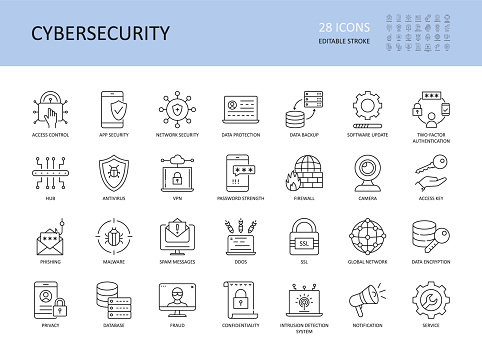 CYBERSECURITY
28 ICONS
EDITABLE STROKE
ACCESS CONTROL
APP SECURITY
NETWORK SECURITY
DATA PROTECTION
DATA BACKUP
SOFTWARE UPDATE
TWO-FACTOR
AUTHENTICATION
HUB
ANTIVIRUS
VPN
PASSWORD STRENGTH
FIREWALL
CAMERA
ACCESS KEY
PHISHING
MALWARE
SPAM MESSAGES
DDOS
SSL
SSL
GLOBAL NETWORK
DATA ENCRYPTION
PRIVACY
DATABASE
FRAUD
CONFIDENTIALITY
INTRUSION DETECTION
SYSTEM
NOTIFICATION
SERVICE